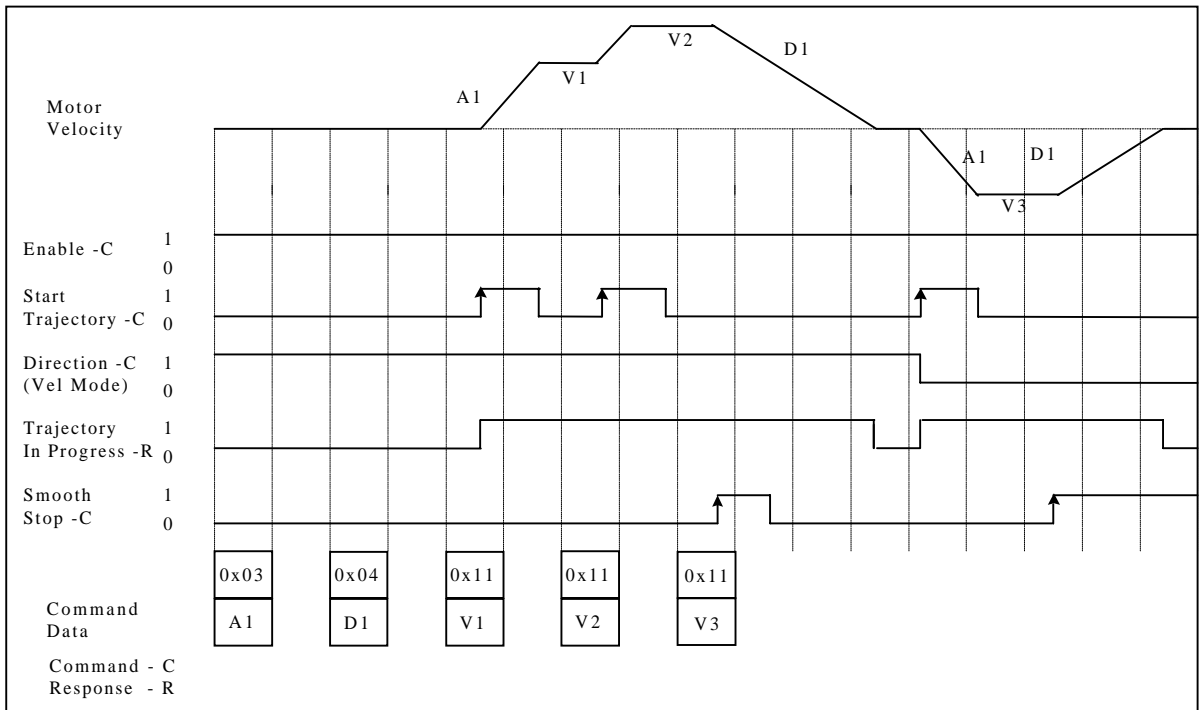 V2
D1
V1
A1
Motor
Velocity
A1
D1
V3
Enable -C
1
0
Start
Trajectory -C
1
0
Direction -C
(Vel Mode)
1
0
Trajectory
In Progress -R
1
0
Smooth
Stop -C
1
0
0x03
0x04
0x11
0x11
0x11
Command
Data
A1
D1
V1
V2
V3
Command - C
Response - R